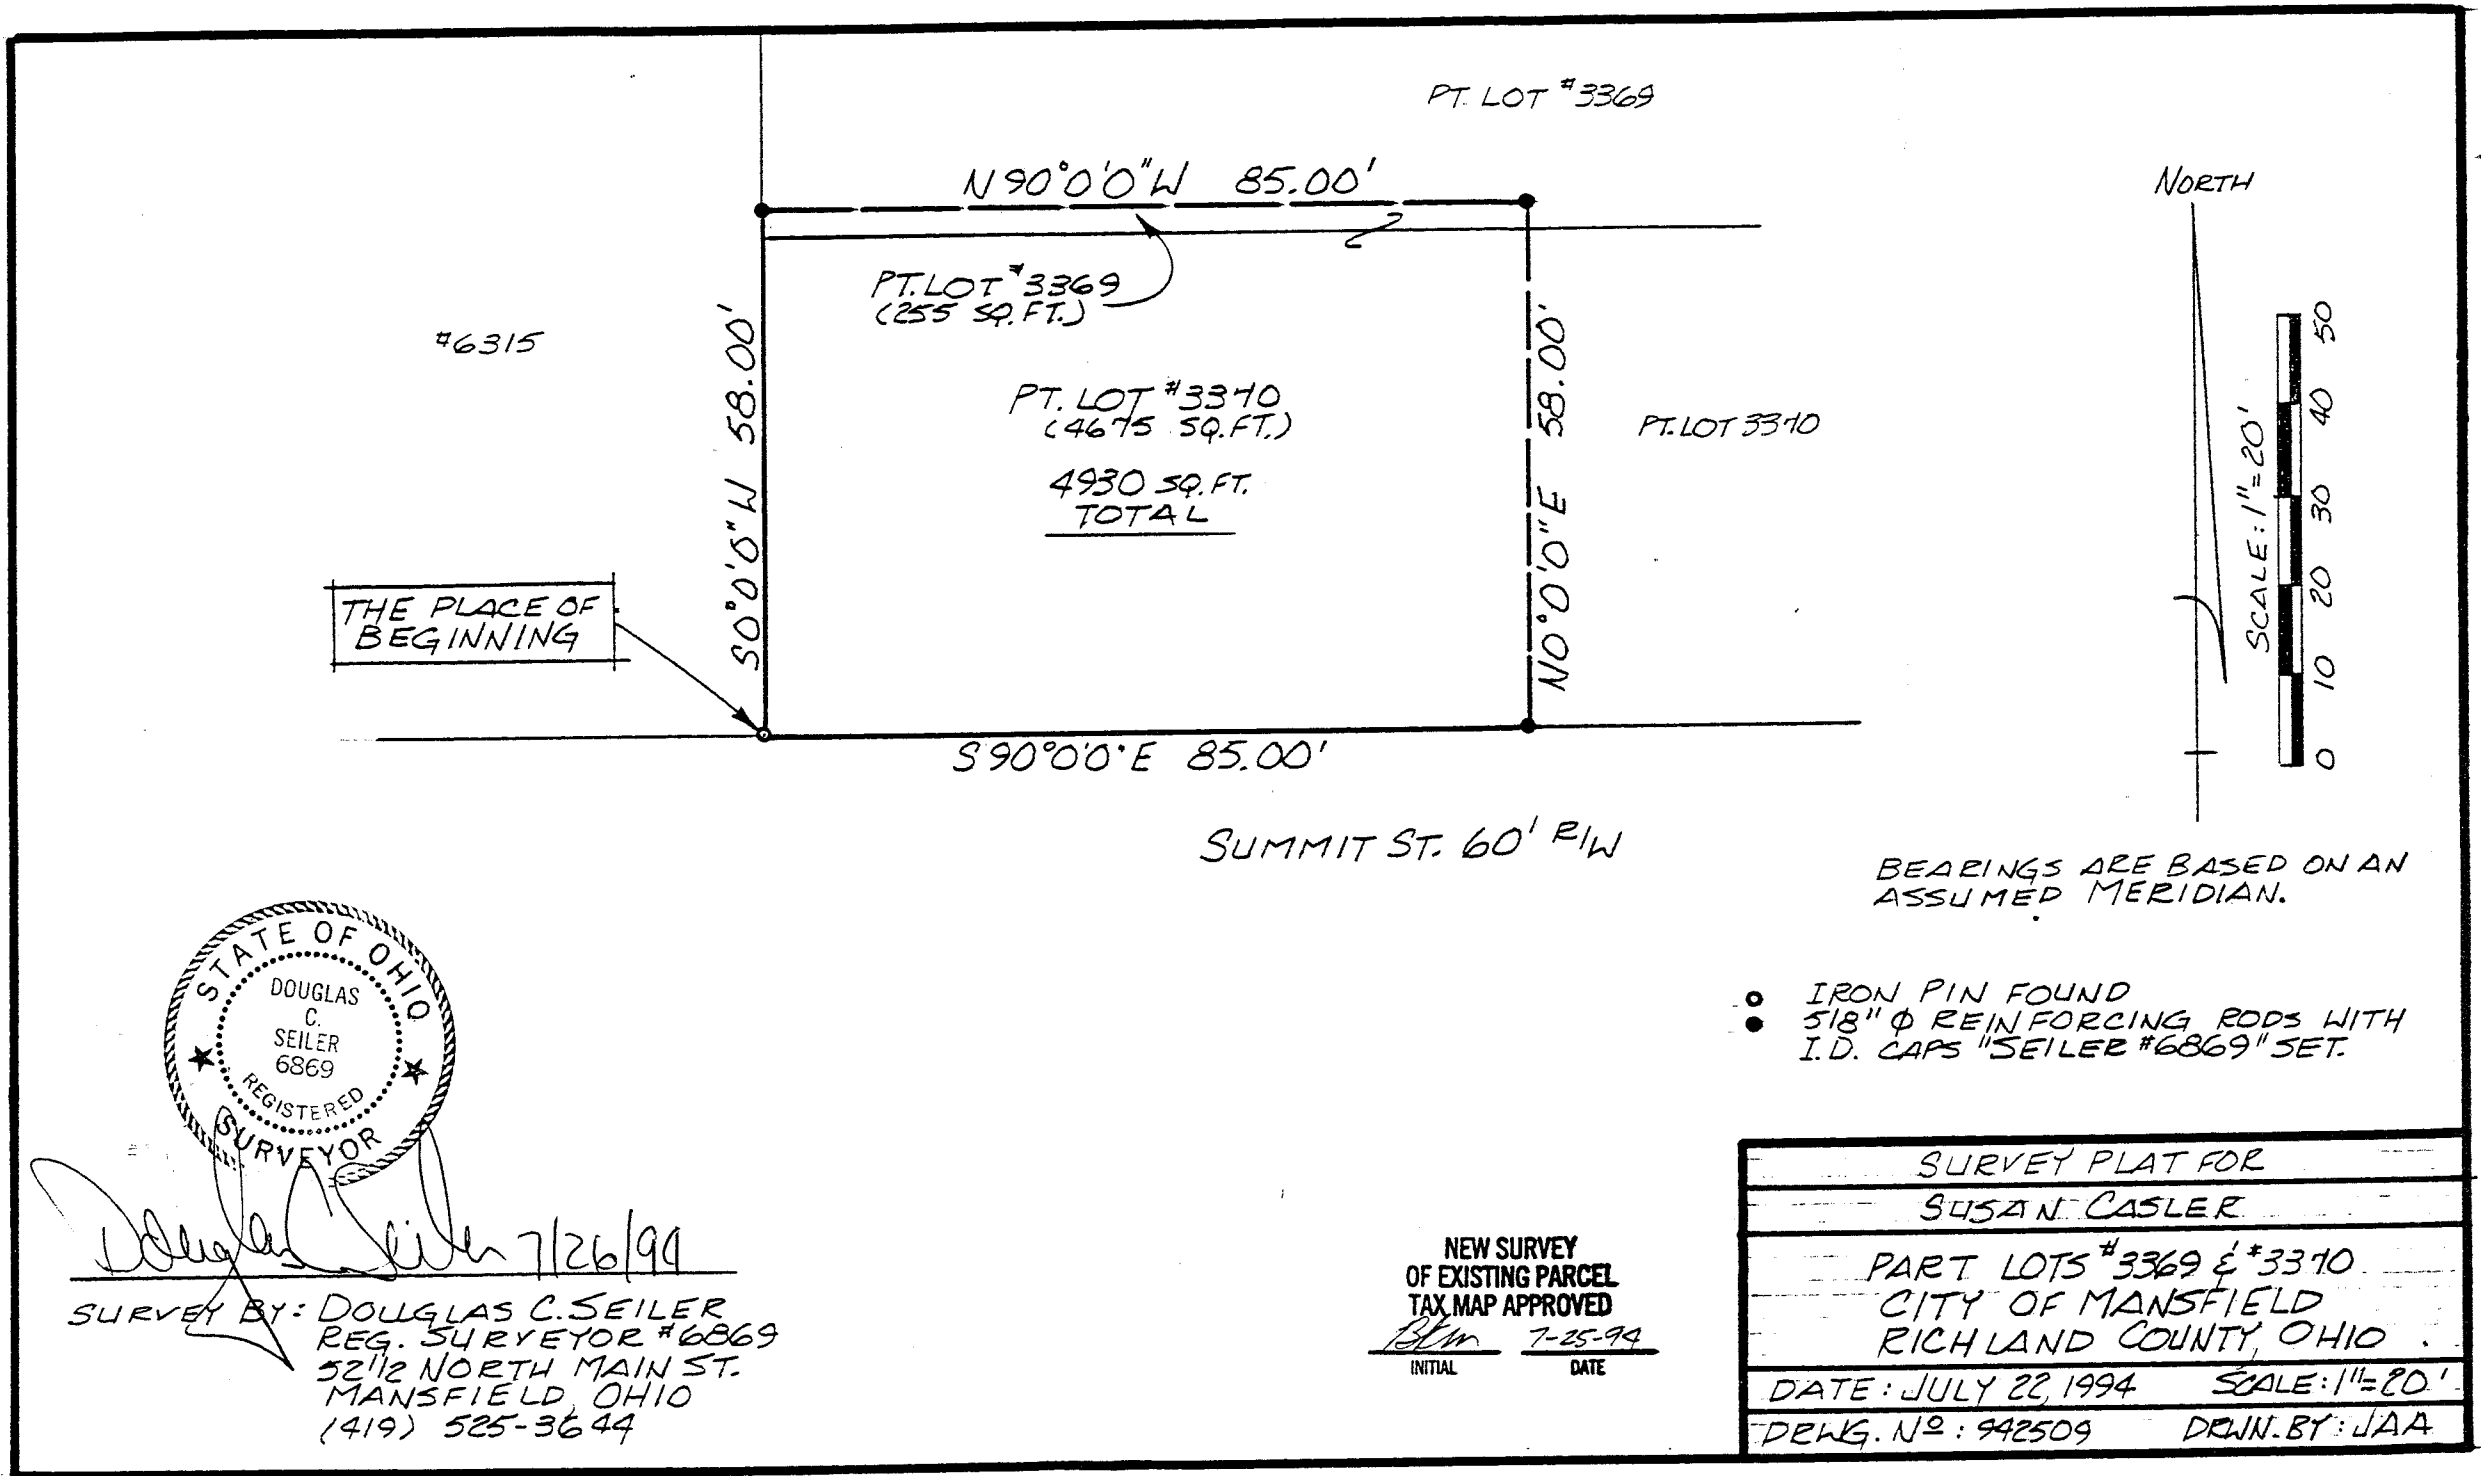 PT. LOT #3369
N 90°0'0" W 85.00'
NORTH
PT. LOT #3369
(255 SQ. FT.)
#6315
S0°0'0" W 58.00'
N0°0'0" E 58.00'
PT. LOT #3370
(4675 SQ. FT.)
PT. LOT 3370
4930 SQ. FT.
TOTAL
SCALE: 1"=20'
50
40
30
20
10
0
THE PLACE OF
BEGINNING
S 90°0'0" E 85.00'
SUMMIT ST. 60' R/W
BEARINGS ARE BASED ON AN
ASSUMED MERIDIAN.
IRON PIN FOUND
5/8" Φ REINFORCING RODS WITH
I.D. CAPS "SEILER #6869" SET.
STATE OF OHIO
DOUGLAS
C.
SEILER
6869
REGISTERED
SURVEYOR
Douglas C Seiler 7/26/94
SURVEY BY: DOUGLAS C. SEILER
REG. SURVEYOR #6869
52 1/2 NORTH MAIN ST.
MANSFIELD, OHIO
(419) 525-3644
NEW SURVEY
OF EXISTING PARCEL
TAX MAP APPROVED
7-25-94
INITIAL DATE
SURVEY PLAT FOR
SUSAN CASLER
PART LOTS #3369 & #3370
CITY OF MANSFIELD
RICHLAND COUNTY, OHIO
DATE: JULY 22, 1994 SCALE: 1"=20'
DRWG. Nº: 942509 DRWN. BY: JAA